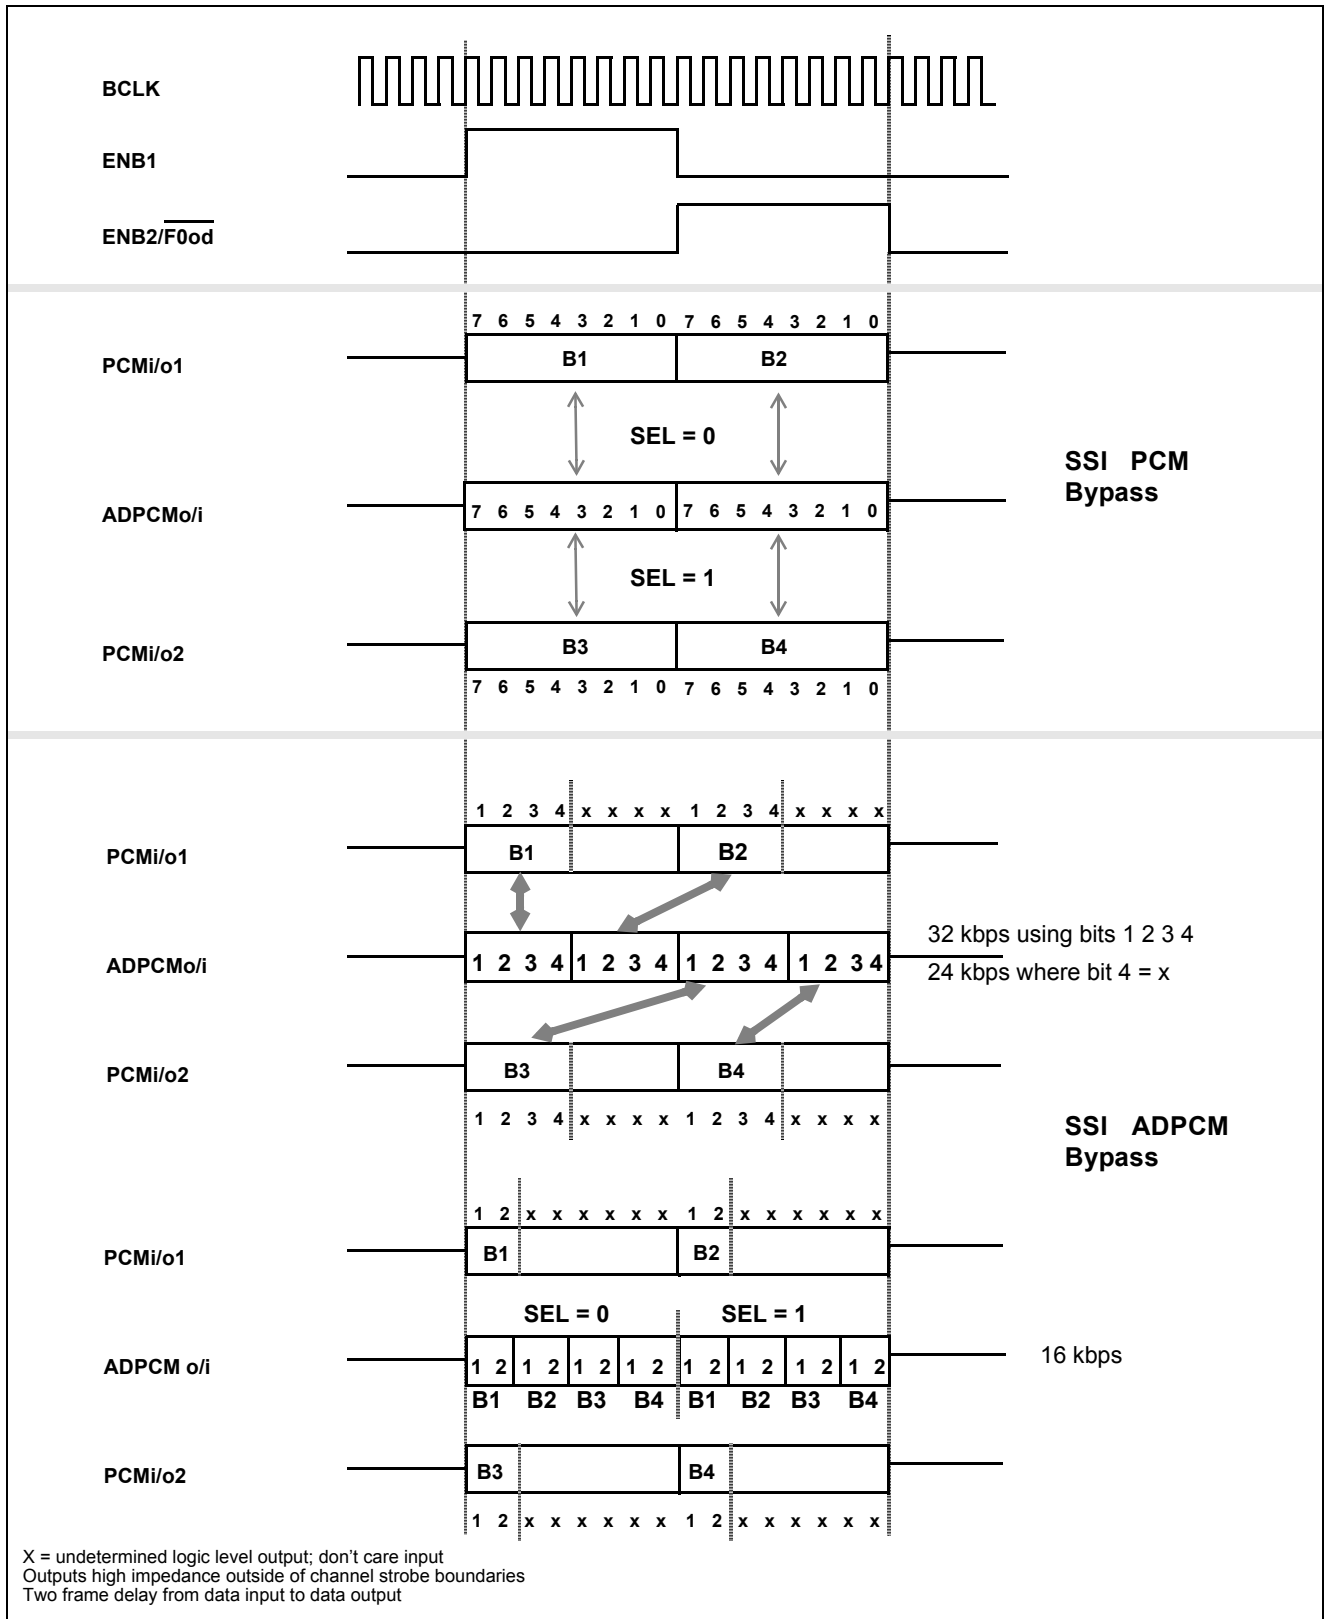 BCLK
ENB1
ENB2/F0od
7 6 5 4 3 2 1 0 7 6 5 4 3 2 1 0
PCMi/o1
B1 B2
SEL = 0
SSI PCM
Bypass
ADPCMo/i
7 6 5 4 3 2 1 0 7 6 5 4 3 2 1 0
SEL = 1
PCMi/o2
B3 B4
7 6 5 4 3 2 1 0 7 6 5 4 3 2 1 0
1 2 3 4 x x x x 1 2 3 4 x x x x
PCMi/o1
B1 B2
32 kbps using bits 1 2 3 4
ADPCMo/i
1 2 3 4 1 2 3 4 1 2 3 4 1 2 3 4
24 kbps where bit 4 = x
PCMi/o2
B3 B4
1 2 3 4 x x x x 1 2 3 4 x x x x
SSI ADPCM
Bypass
1 2 x x x x x x 1 2 x x x x x x
PCMi/o1
B1 B2
SEL = 0 SEL = 1
ADPCM o/i
1 2 1 2 1 2 1 2 1 2 1 2 1 2 1 2
16 kbps
B1 B2 B3 B4 B1 B2 B3 B4
PCMi/o2
B3 B4
1 2 x x x x x x 1 2 x x x x x x
X = undetermined logic level output; don't care input
Outputs high impedance outside of channel strobe boundaries
Two frame delay from data input to data output